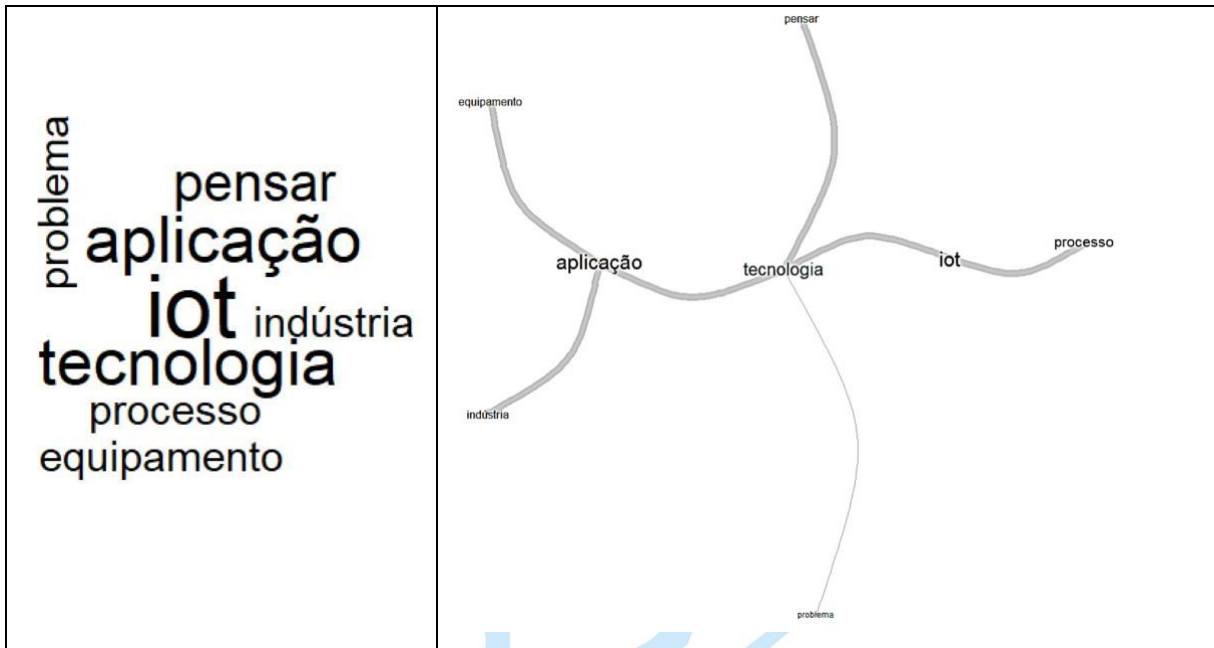 problema
pensar
aplicação
iot
indústria
tecnologia
processo
equipamento
pensar
equipamento
processo
aplicação
tecnologia
iot
indústria
problema